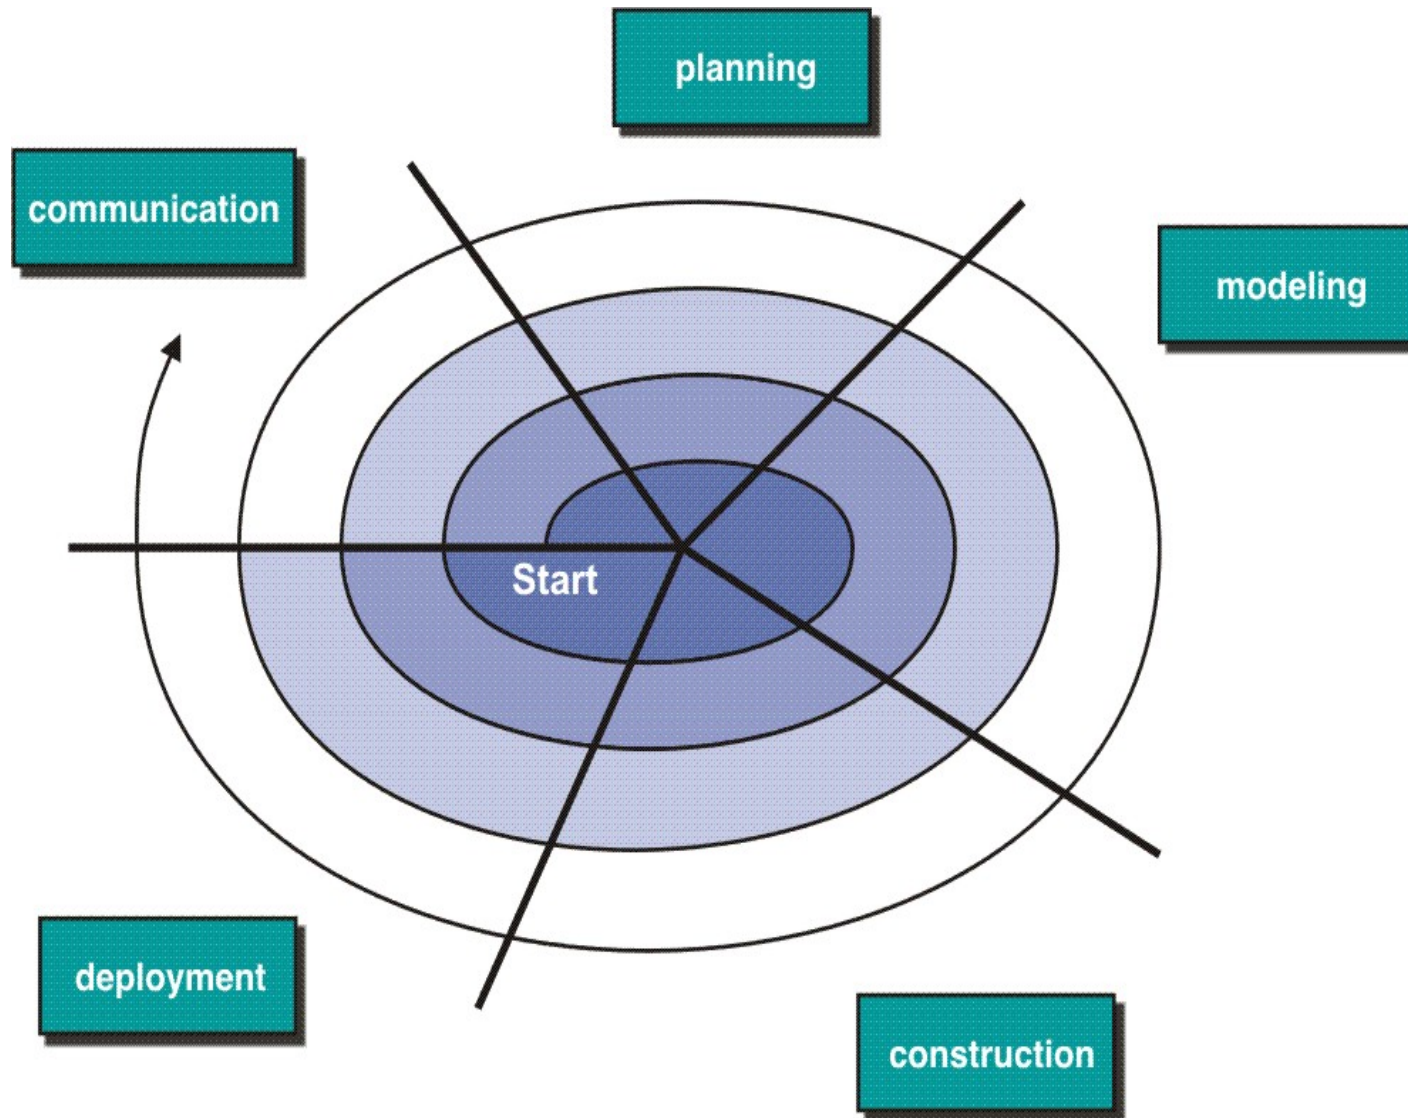 planning
communication
modeling
Start
deployment
construction